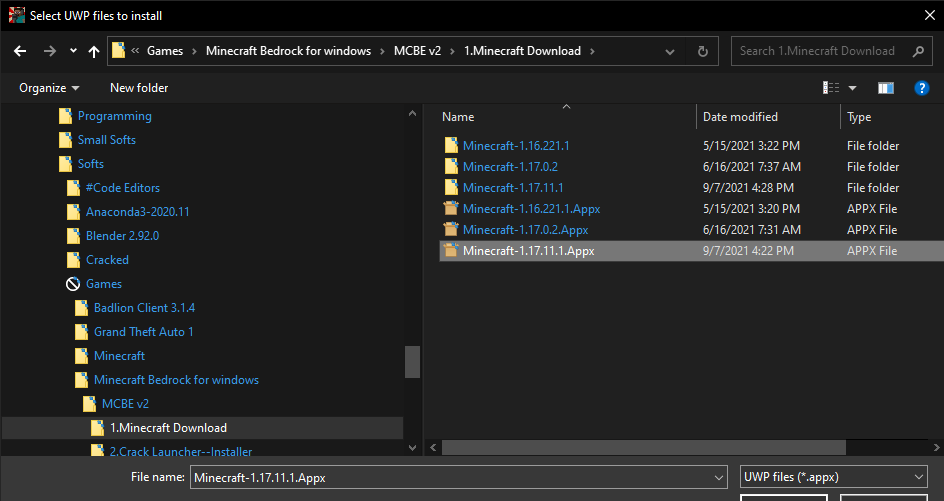 Select UWP files to install
« Games > Minecraft Bedrock for windows > MCBE v2 > 1.Minecraft Download >
Search 1.Minecraft Download
Organize
New folder
Programming
Small Softs
Softs
#Code Editors
Anaconda3-2020.11
Blender 2.92.0
Cracked
Games
Badlion Client 3.1.4
Grand Theft Auto 1
Minecraft
Minecraft Bedrock for windows
MCBE v2
1.Minecraft Download
2.Crack Launcher--Installer
Name Date modified Type
Minecraft-1.16.221.1 5/15/2021 3:22 PM File folder
Minecraft-1.17.0.2 6/16/2021 7:37 AM File folder
Minecraft-1.17.11.1 9/7/2021 4:28 PM File folder
Minecraft-1.16.221.1.Appx 5/15/2021 3:20 PM APPX File
Minecraft-1.17.0.2.Appx 6/16/2021 7:31 AM APPX File
Minecraft-1.17.11.1.Appx 9/7/2021 4:22 PM APPX File
File name: Minecraft-1.17.11.1.Appx UWP files (*.appx)